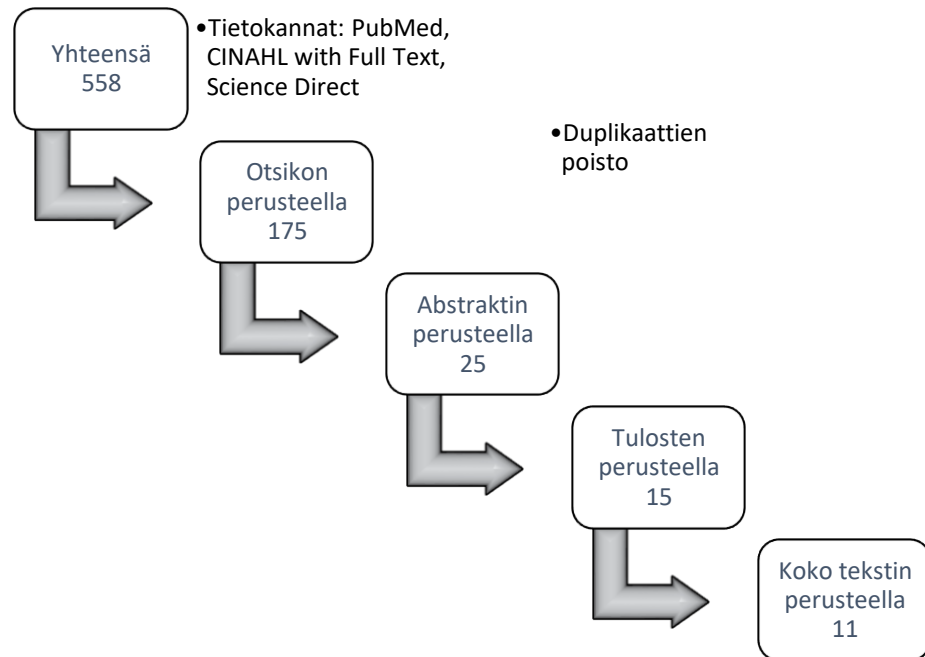 Yhteensä
558
•Tietokannat: PubMed,
CINAHL with Full Text,
Science Direct
•Duplikaattien
poisto
Otsikon
perusteella
175
Abstraktin
perusteella
25
Tulosten
perusteella
15
Koko tekstin
perusteella
11